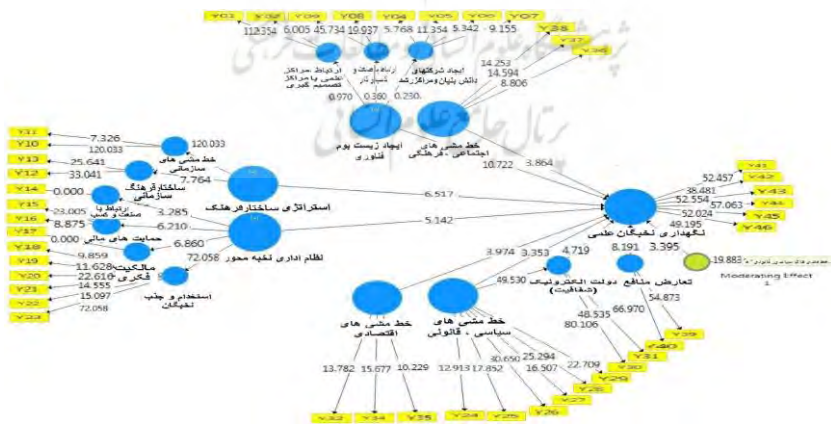 Y01 Y02 Y09 Y08 Y04 Y05 Y06 Y07
Y38
Y37
Y36
112.354 6.005 45.734 19.937 5.768 11.354 5.342 9.155
ارتباط مراکز
علمی با مراکز
تصمیم گیری
ایجاد شرکتهای
دانش بنیان و مراکز رشد
14.253
14.594
8.806
0.970 0.360 0.230
ایجاد زیست بوم
فناوری
خط مشی های
اجتماعی ، فرهنگی
پرتال جامع علوم انسانی
10.722 3.864
Y11
Y10
Y13
Y12
Y14
Y15
Y16
Y17
Y18
Y19
Y20
Y21
Y22
Y23
7.326
120.033
120.033
خط مشی های
سازمانی
25.641
33.041
7.764
ساختارفرهنگ
سازمانی
استراتژی ساختارفرهنگ
6.517
0.000
ارتباط با
صنعت و کسب
3.285
23.005
8.875
6.210
حمایت های مالی
نظام اداری نخبه محور
5.142
0.000
9.859
6.860
مالکیت
فکری
11.628
22.616
14.555
15.097
72.058
72.058
استخدام و جذب
نخبگان
Y41
Y42
Y43
Y44
Y45
Y46
52.457
38.481
52.554
57.063
52.024
49.195
نگهداری نخبگان علمی
3.974 3.353 4.719 8.191 3.395
19.883
Moderating Effect
1
49.530
دولت الکترونیک
(شفافیت)
تعارض منافع
خط مشی های
اقتصادی
خط مشی های
سیاسی ، قانونی
48.535
80.106
66.970
54.873
13.782 15.677 10.229
12.913 17.852 30.650 16.507 25.294 22.709
Y39
Y40
Y31
Y30
Y29
Y28
Y27
Y26
Y34 Y35 Y24 Y25